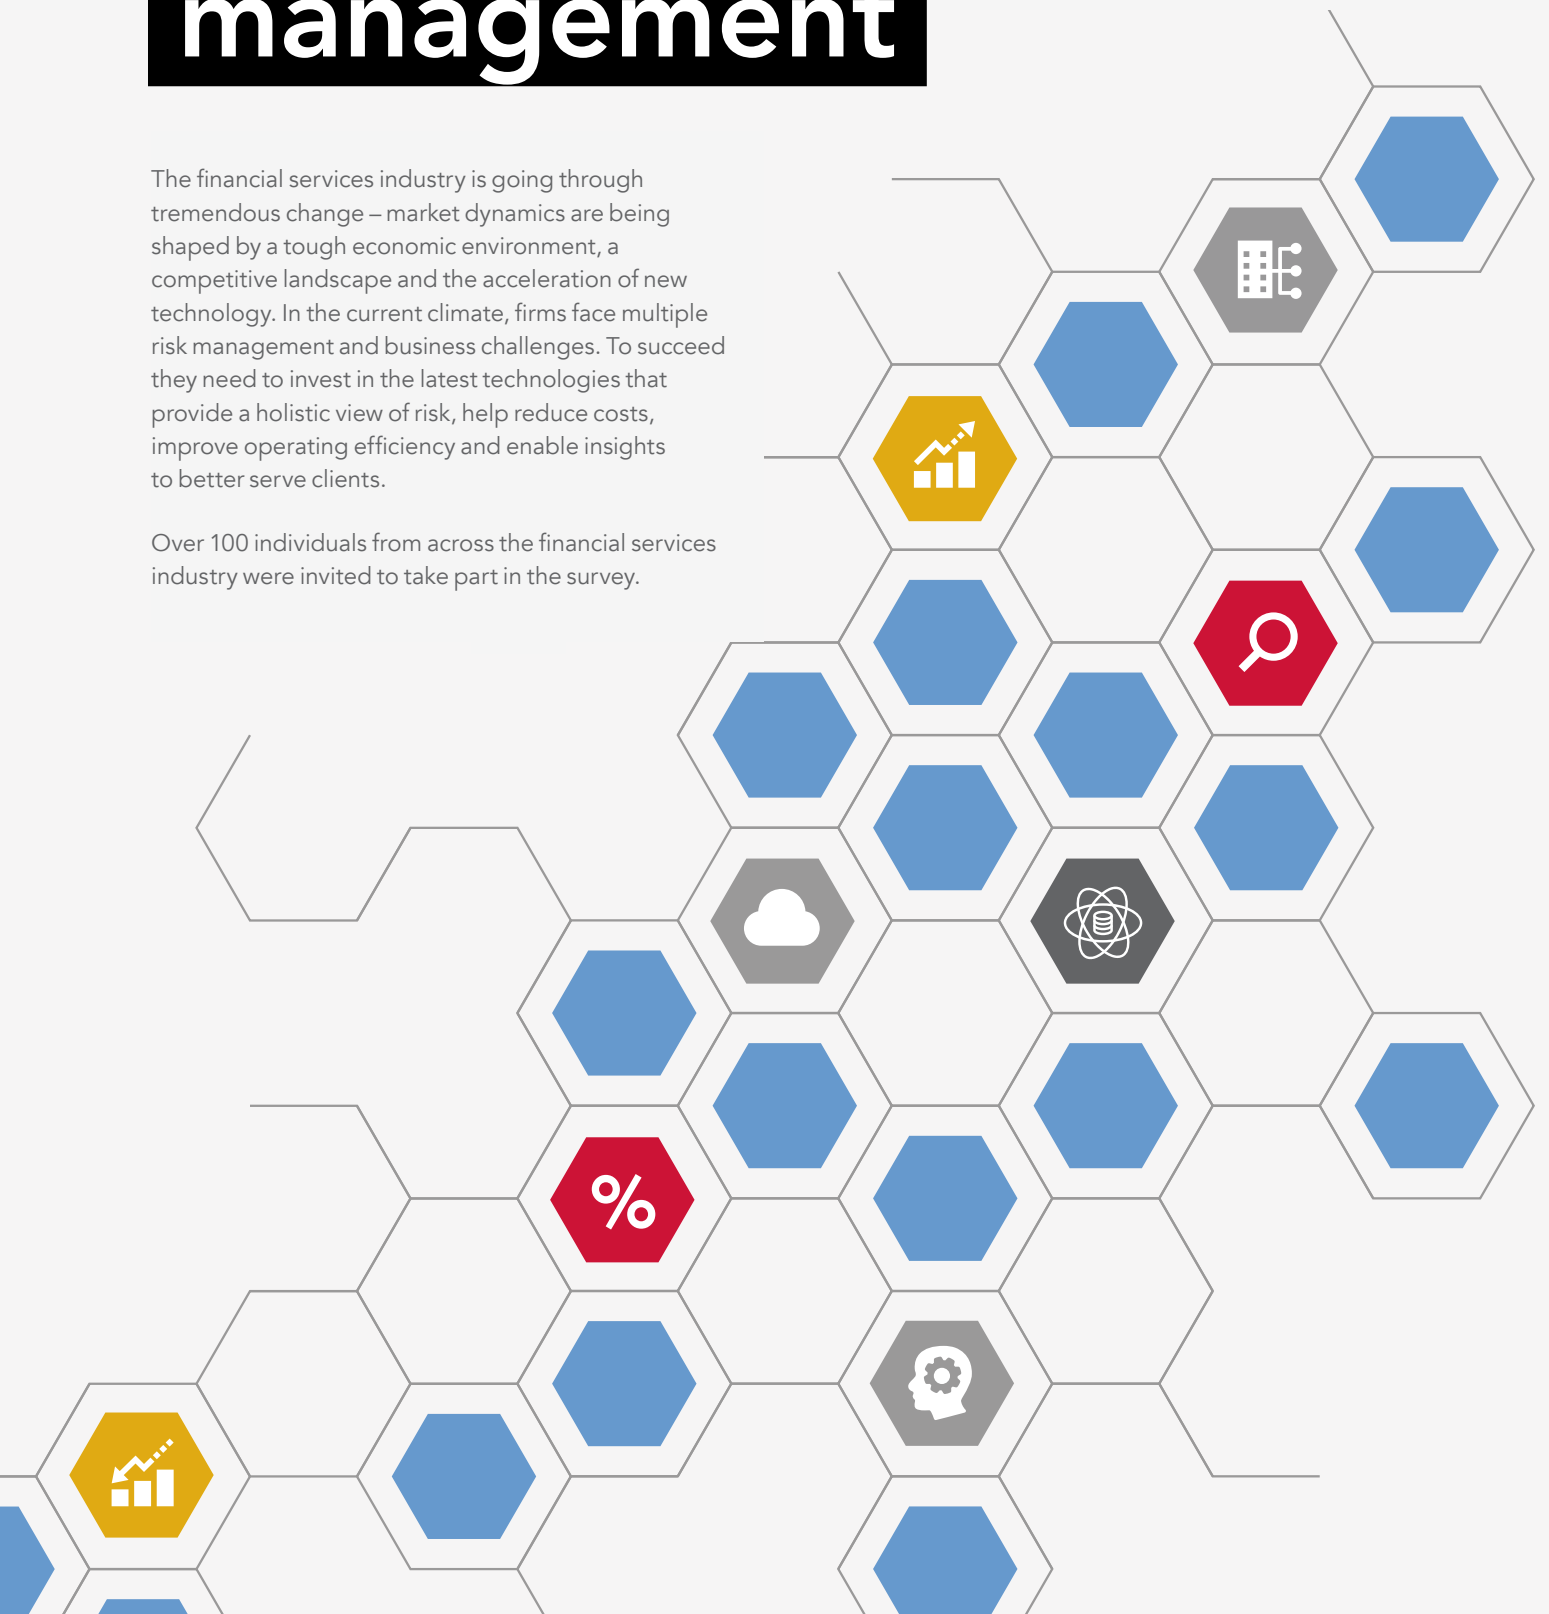 management
The financial services industry is going through
tremendous change – market dynamics are being
shaped by a tough economic environment, a
competitive landscape and the acceleration of new
technology. In the current climate, firms face multiple
risk management and business challenges. To succeed
they need to invest in the latest technologies that
provide a holistic view of risk, help reduce costs,
improve operating efficiency and enable insights
to better serve clients.
Over 100 individuals from across the financial services
industry were invited to take part in the survey.
%